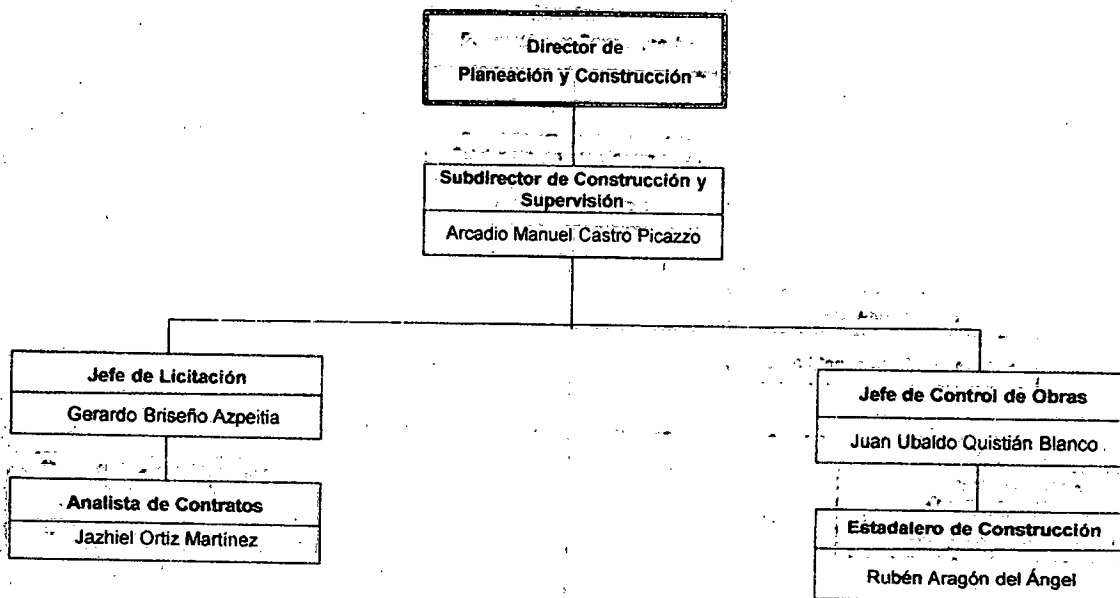 Director de
Planeación y Construcción
Subdirector de Construcción y
Supervisión
Arcadio Manuel Castro Picazzo
Jefe de Licitación
Gerardo Briseño Azpeitia
Analista de Contratos
Jazhiel Ortiz Martínez
Jefe de Control de Obras
Juan Ubaldo Quistián Blanco
Estadalero de Construcción
Rubén Aragón del Ángel